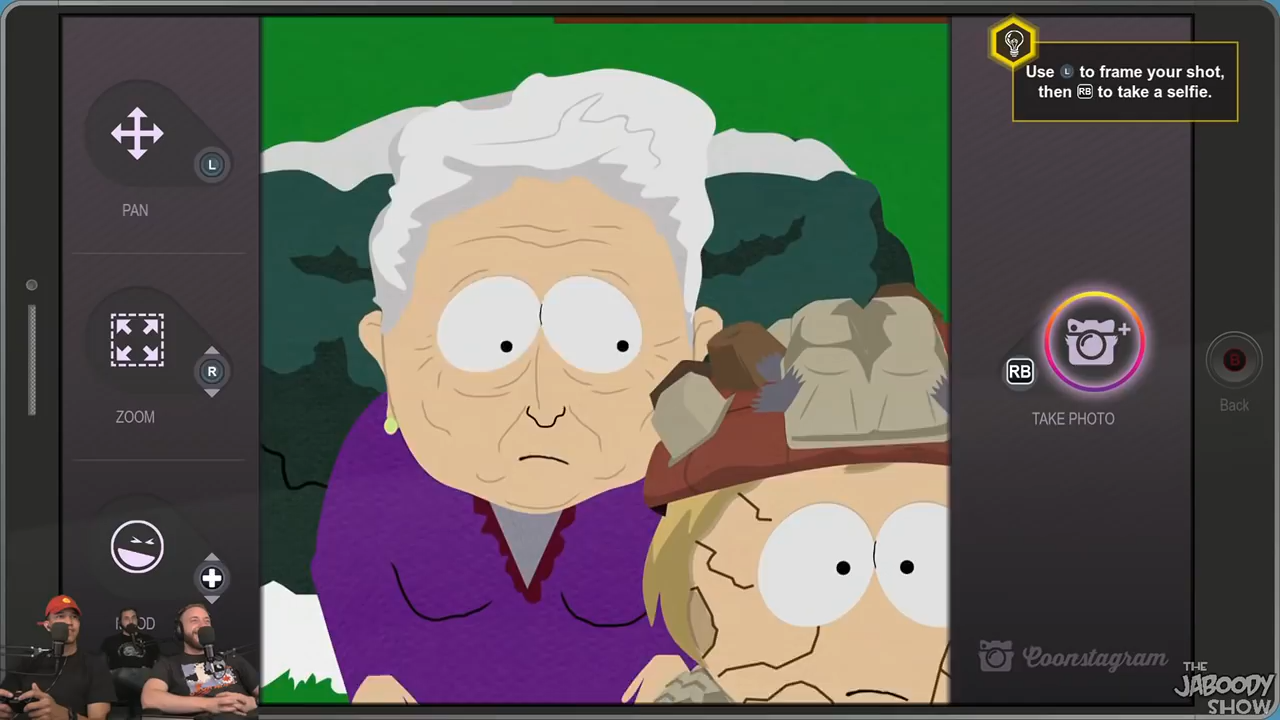 Use L to frame your shot,
then RB to take a selfie.
L
PAN
R
ZOOM
RB
TAKE PHOTO
B
Back
Coonstagram
THE
JABOODY
SHOW